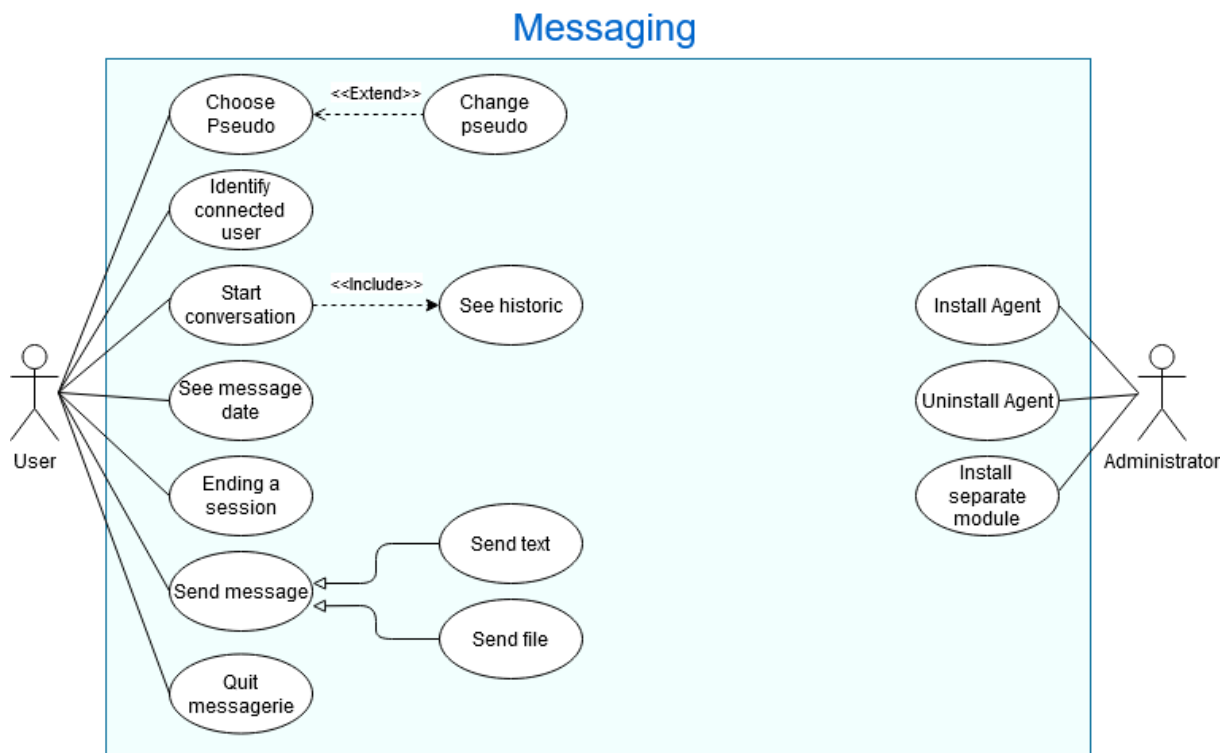 Messaging
Choose
Pseudo
<<Extend>>
Change
pseudo
Identify
connected
user
Start
conversation
<<Include>>
See historic
See message
date
Ending a
session
Send message
Send text
Send file
Quit
messagerie
User
Install Agent
Uninstall Agent
Install
separate
module
Administrator